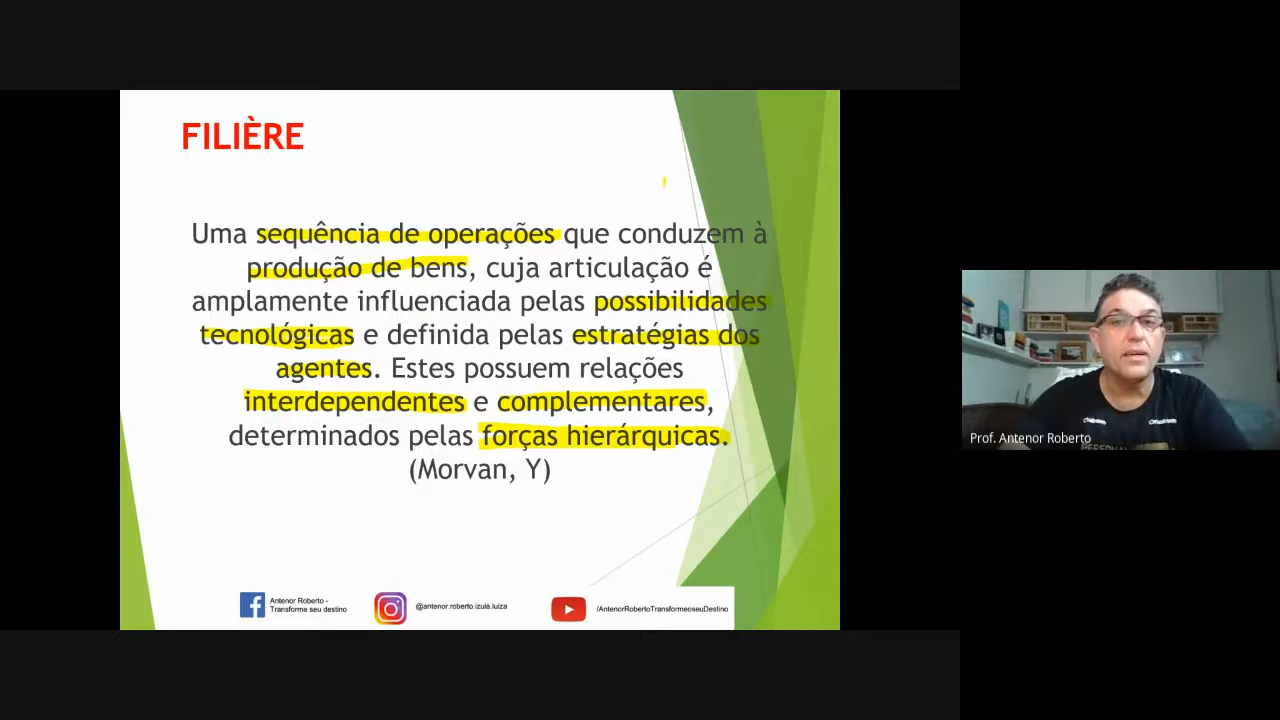 FILIÈRE
Uma sequência de operações que conduzem à
produção de bens, cuja articulação é
amplamente influenciada pelas possibilidades
tecnológicas e definida pelas estratégias dos
agentes. Estes possuem relações
interdependentes e complementares,
determinados pelas forças hierárquicas.
(Morvan, Y)
Antenor Roberto -
Transforme seu destino
@antenor.roberto.izula.luiza
/AntenorRobertoTransformeoseuDestino
Prof. Antenor Roberto
PERSONAL